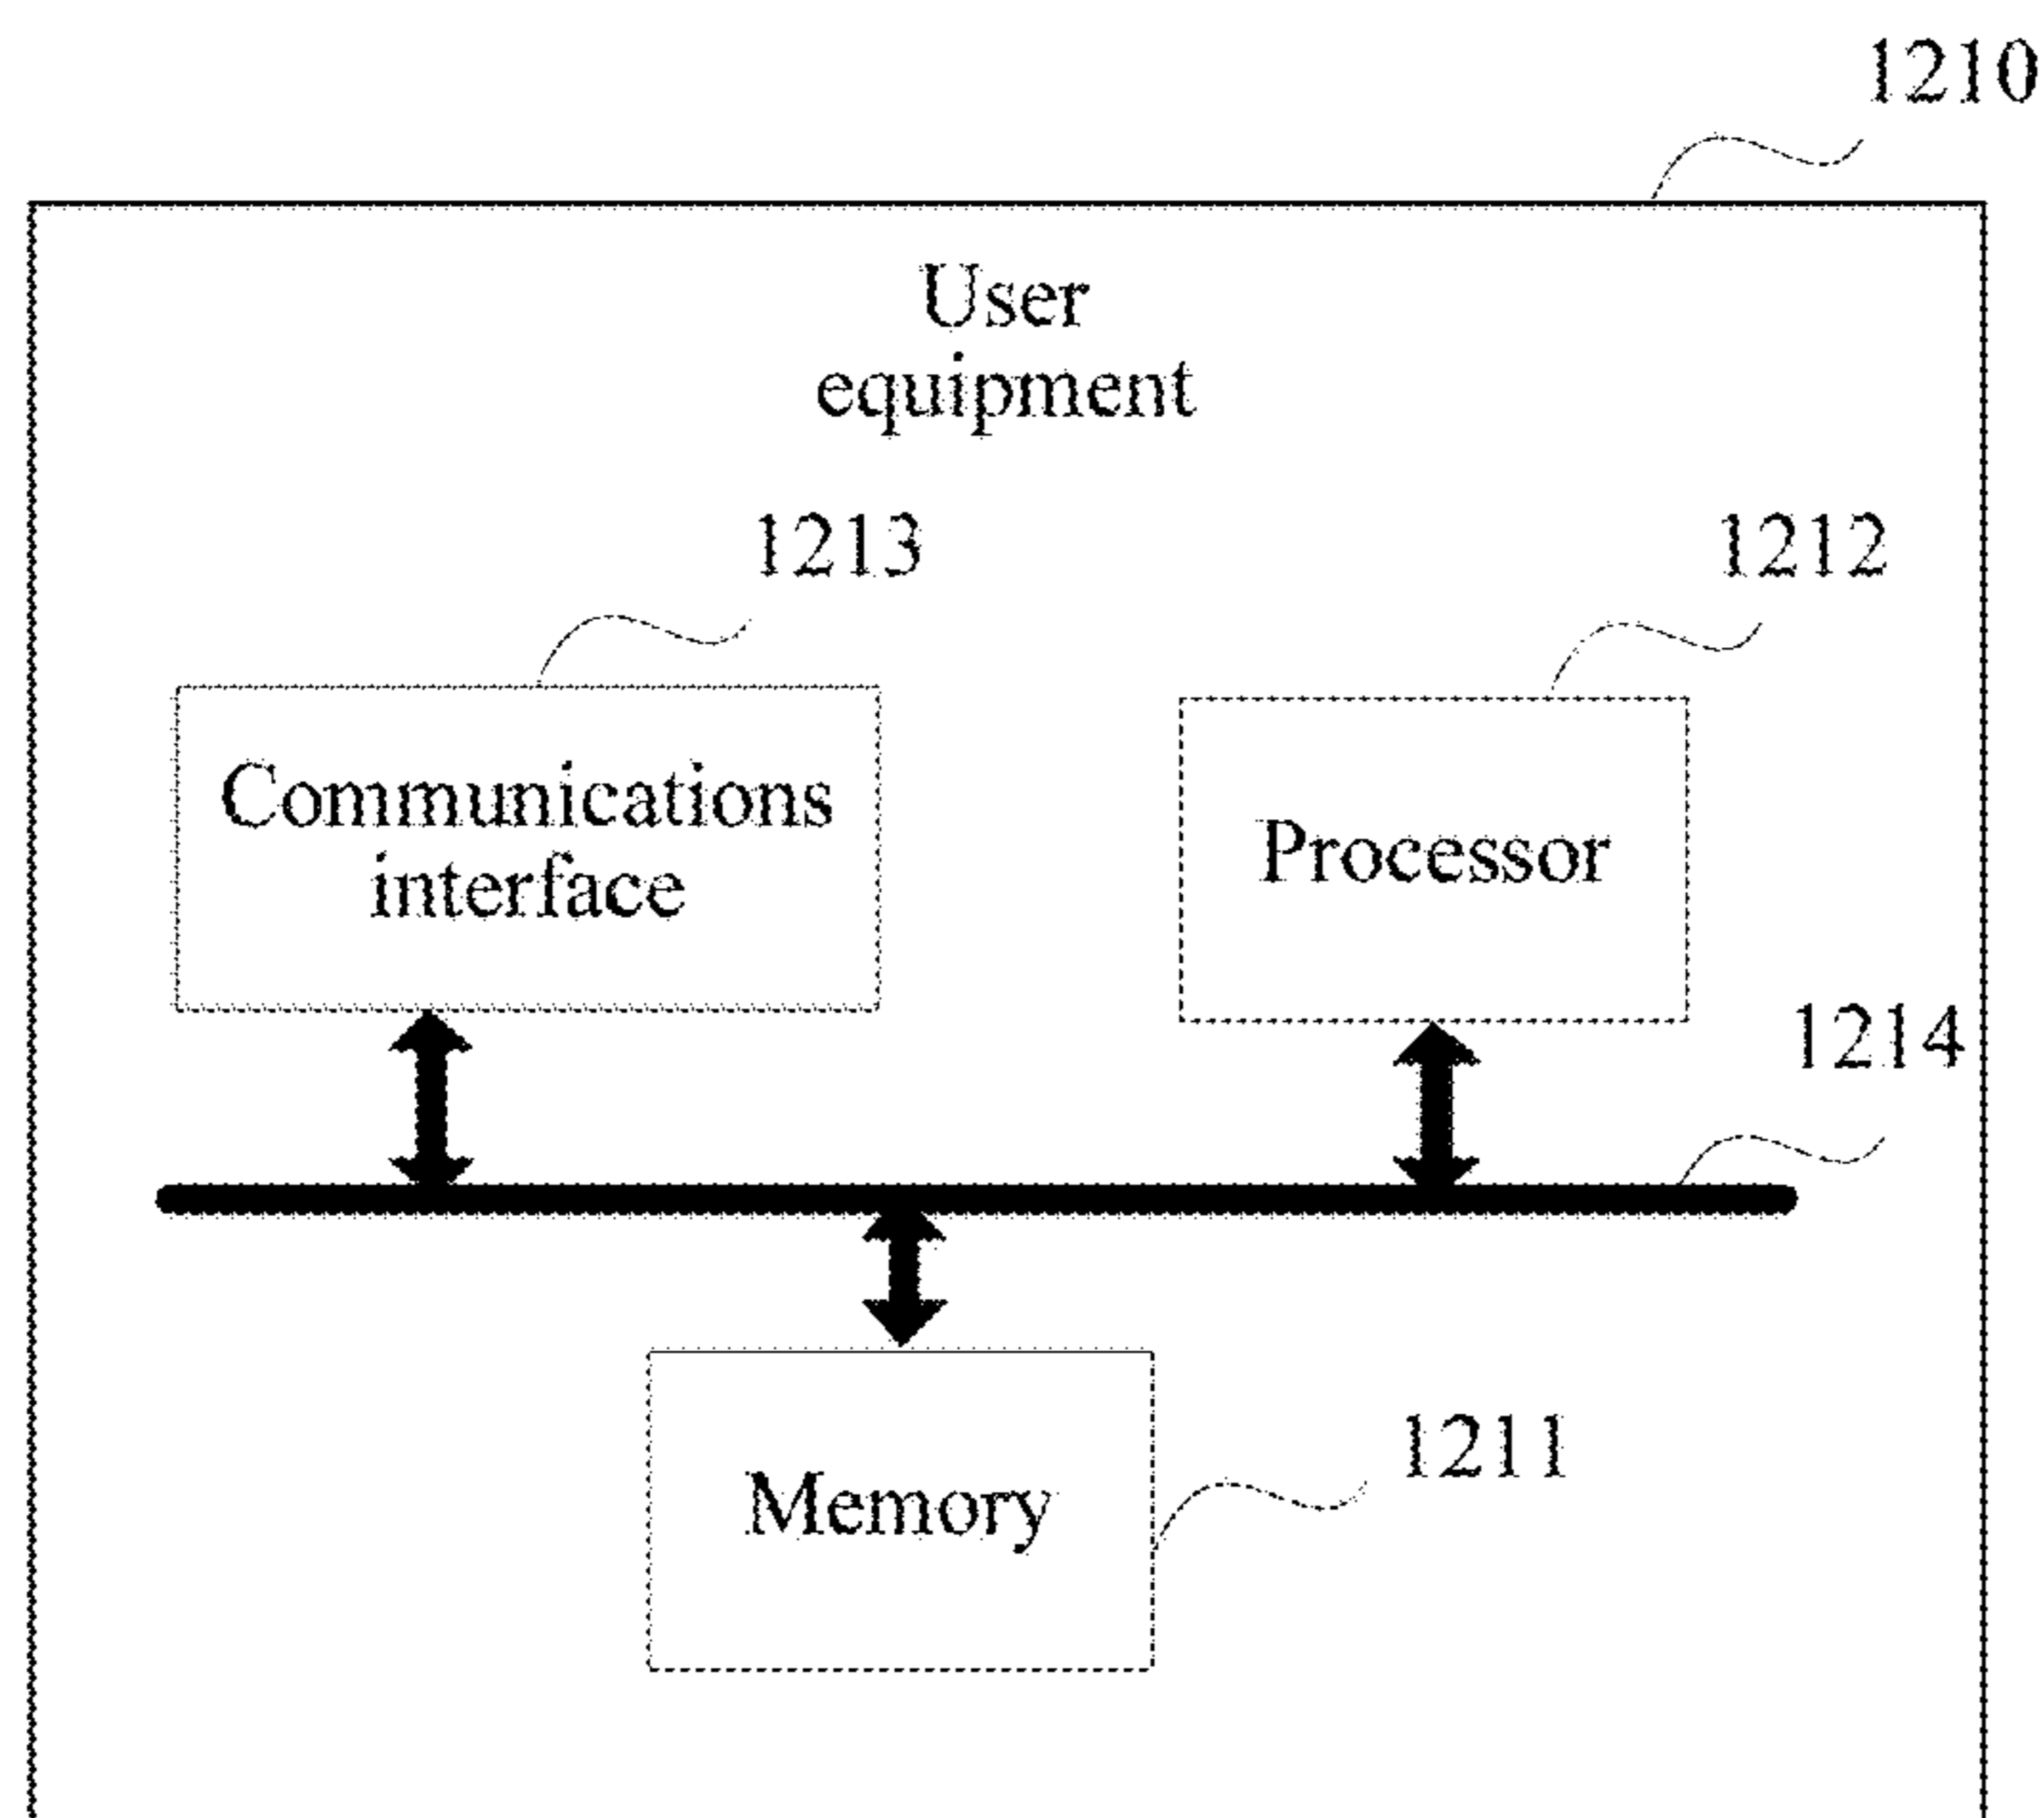 1210
User
equipment
1213
1212
Communications
interface
Processor
1214
Memory
1211